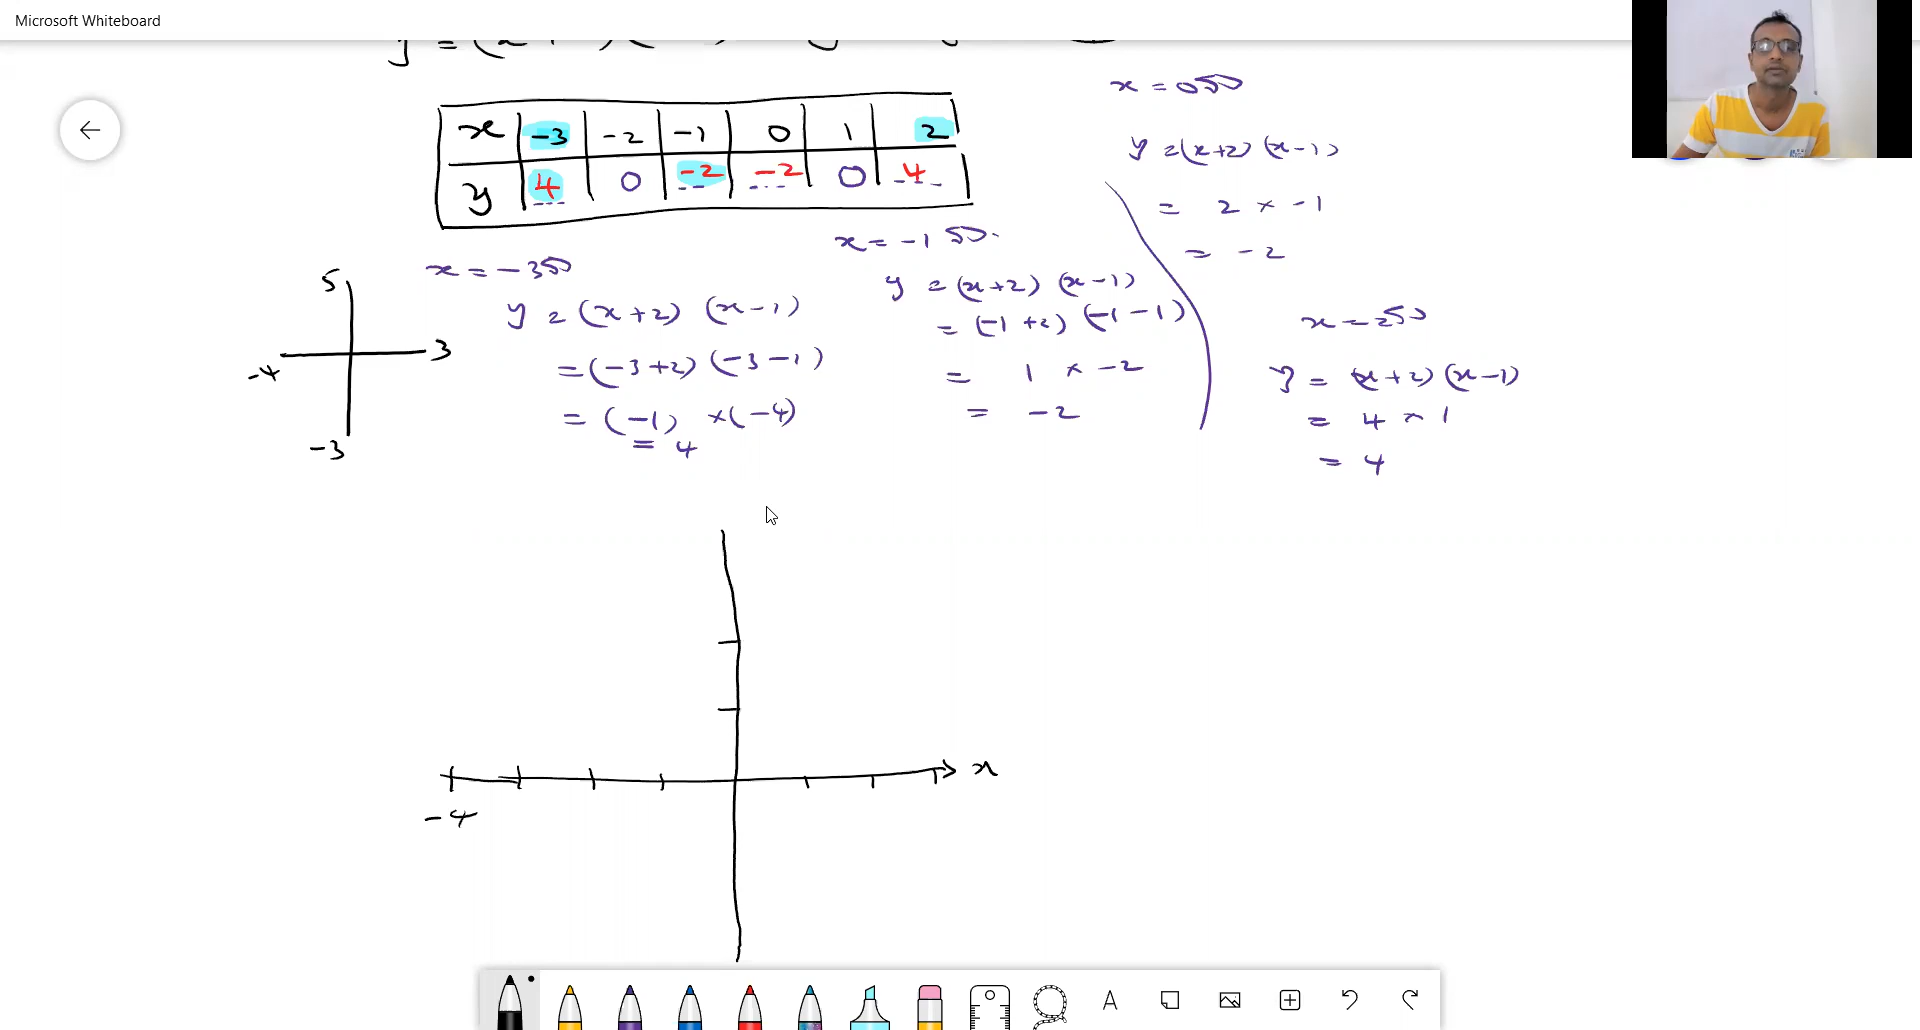 Microsoft Whiteboard
x -3 -2 -1 0 1 2
y 4 0 -2 -2 0 4
5
-4 3
-3
x = -3
y = (x+2) (x-1)
= (-3+2) (-3-1)
= (-1) ×(-4)
= 4
x = -1
y = (x+2) (x-1)
= (-1+2) (-1-1)
= 1 × -2
= -2
x = 0
y = (x+2) (x-1)
= 2 × -1
= -2
x = 2
y = (x+2) (x-1)
= 4 × 1
= 4
x
-4